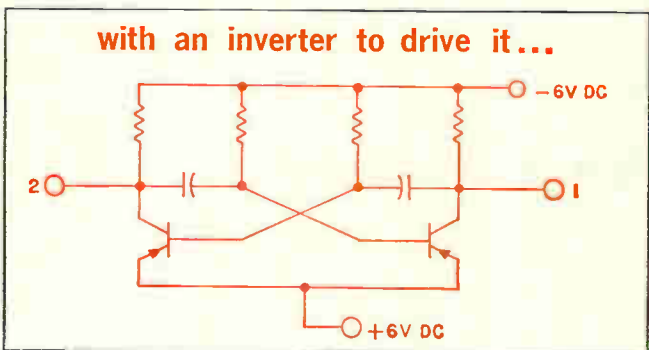 with an inverter to drive it...
−6V DC
2
1
+6V DC